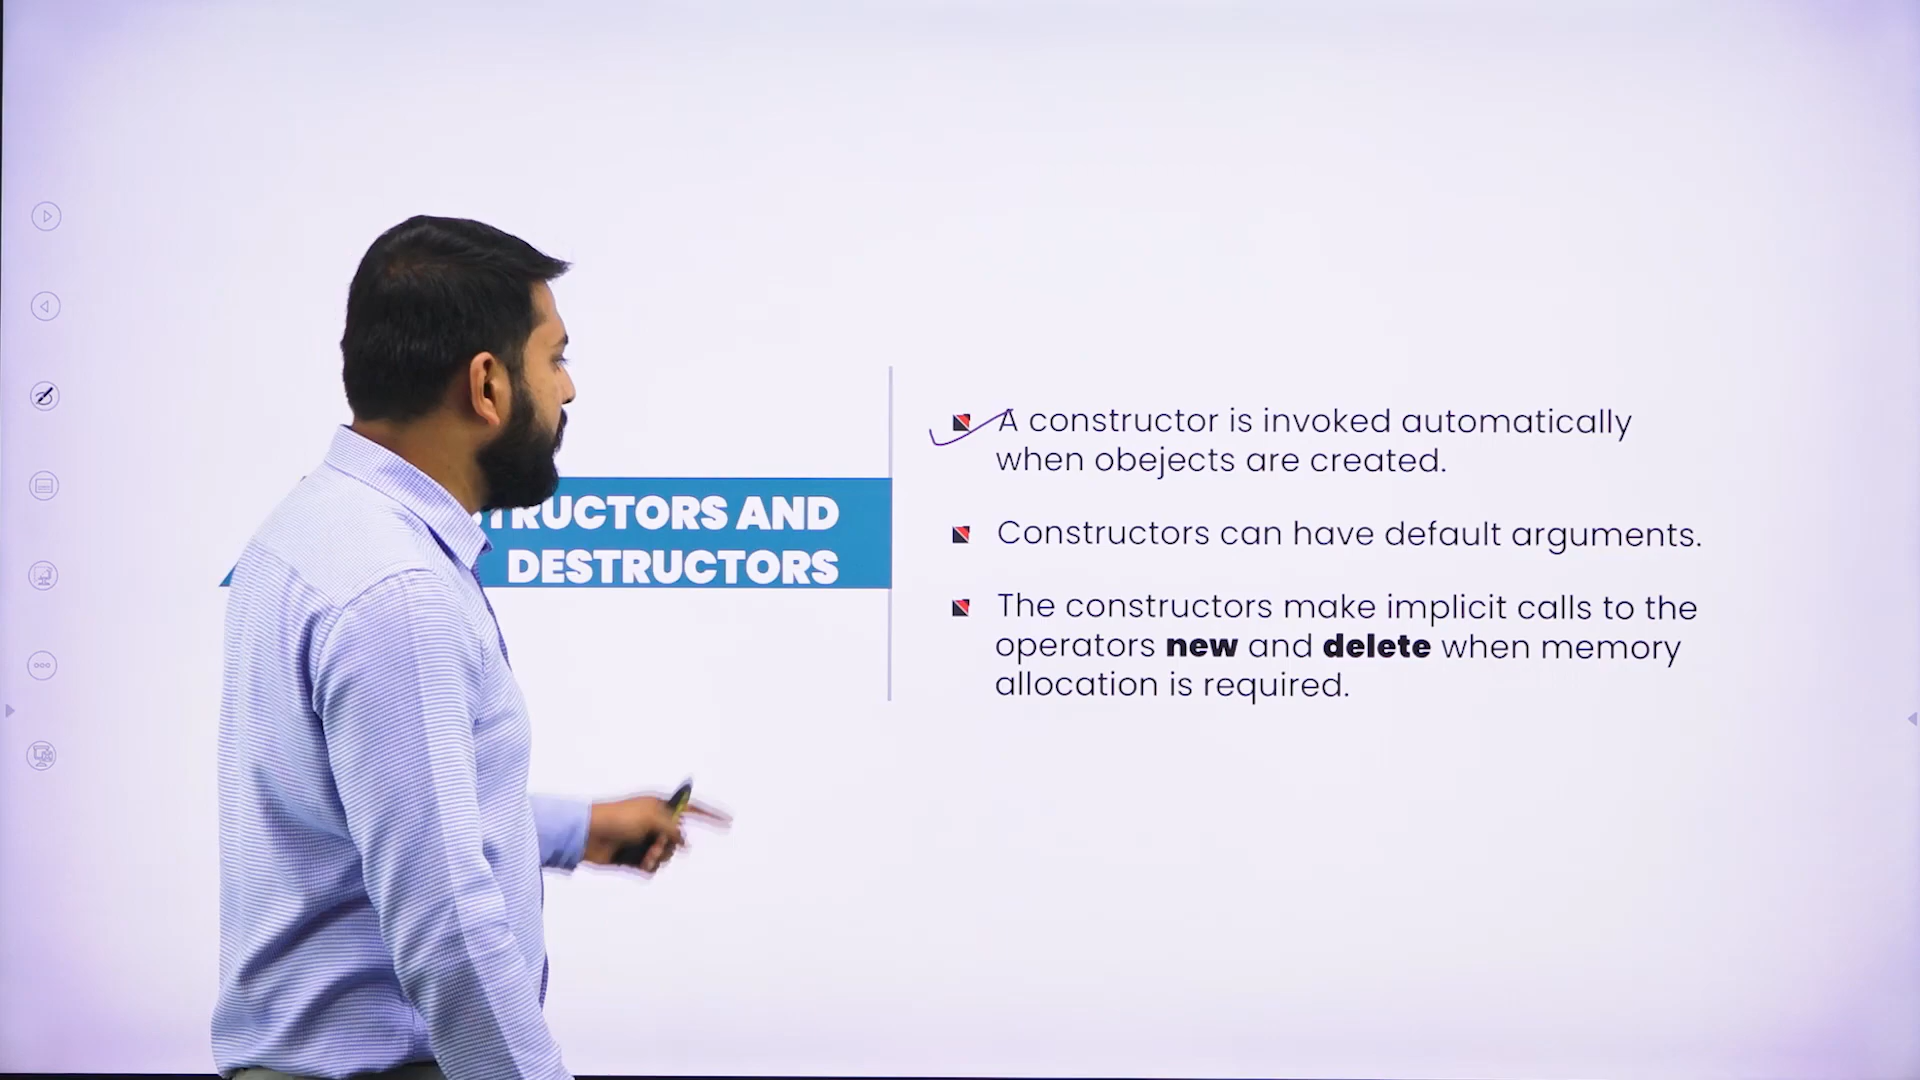 STRUCTORS AND
DESTRUCTORS
A constructor is invoked automatically
when obejects are created.
Constructors can have default arguments.
The constructors make implicit calls to the
operators new and delete when memory
allocation is required.